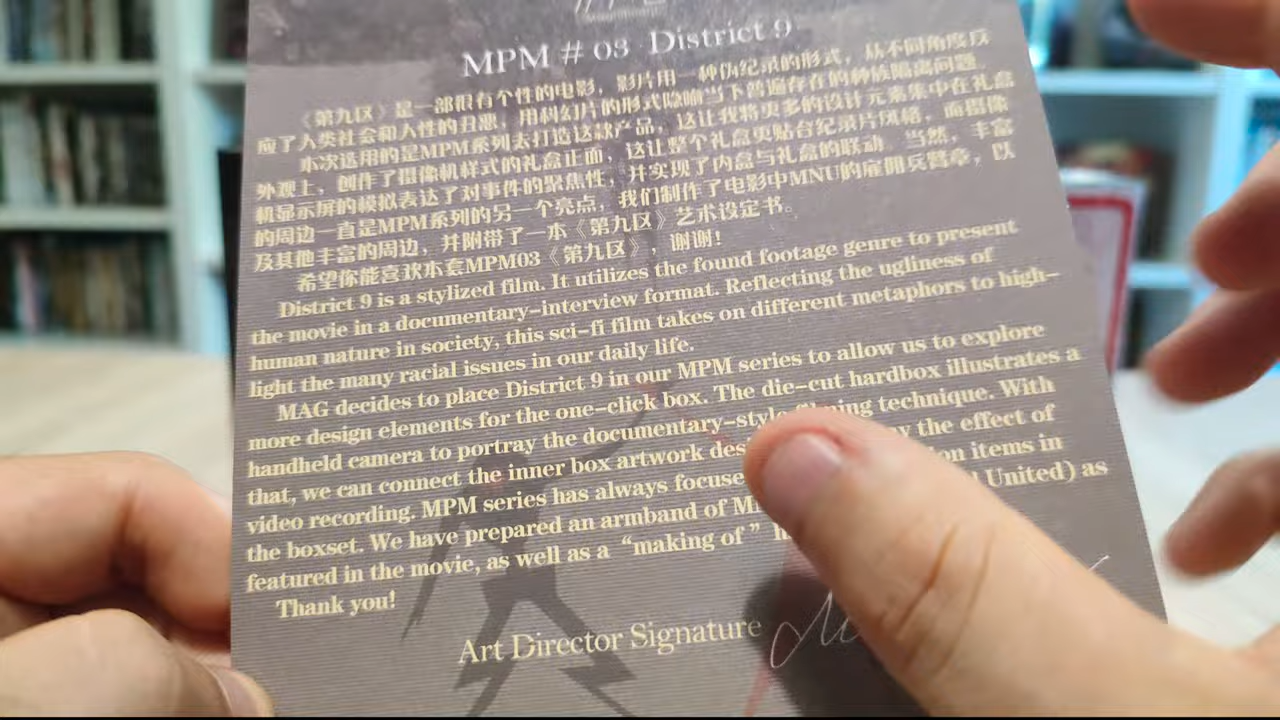 MPM # 03 District 9
《第九区》是一部很有个性的电影，影片用一种伪纪录的形式，从不同角度反
应了人类社会和人性的丑恶，用科幻片的形式隐喻当下普遍存在的种族隔离问题。
本次选用的是MPM系列去打造这款产品，这让我将更多的设计元素集中在礼盒
外观上，创作了摄像机样式的礼盒正面，这让整个礼盒更贴合纪录片风格，而摄像
机显示屏的模拟表达了对事件的聚焦性，并实现了内盒与礼盒的联动。当然，丰富
的周边一直是MPM系列的另一个亮点，我们制作了电影中MNU的雇佣兵臂章，以
及其他丰富的周边，并附带了一本《第九区》艺术设定书。
希望你能喜欢本套MPM03《第九区》，谢谢！
District 9 is a stylized film. It utilizes the found footage genre to present
the movie in a documentary-interview format. Reflecting the ugliness of
human nature in society, this sci-fi film takes on different metaphors to high-
light the many racial issues in our daily life.
MAG decides to place District 9 in our MPM series to allow us to explore
more design elements for the one-click box. The die-cut hardbox illustrates a
handheld camera to portray the documentary-style technique. With
that, we can connect the inner box artwork the effect of
video recording. MPM series has always items in
the boxset. We have prepared an armband of United) as
featured in the movie, as well as a “making of”
Thank you!
Art Director Signature